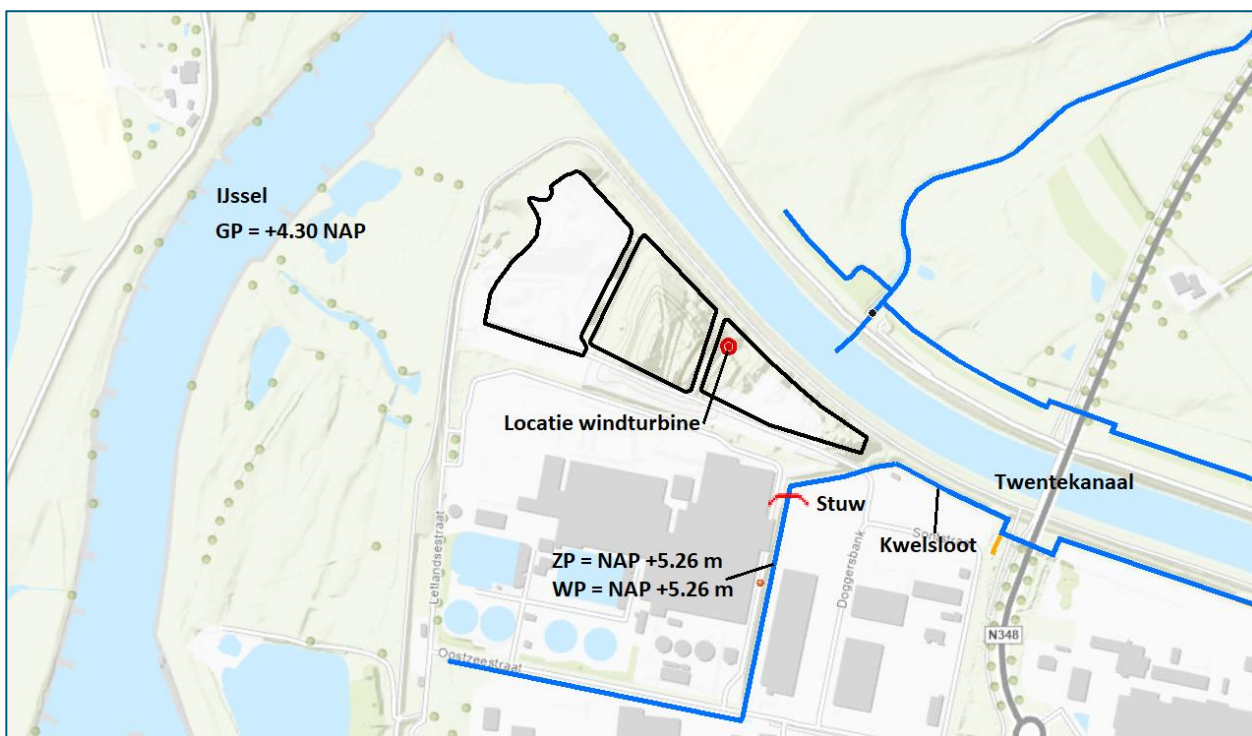 IJssel
GP = +4.30 NAP
Locatie windturbine
Twentekanaal
Stuw
Kwelsloot
ZP = NAP +5.26 m
WP = NAP +5.26 m
Letlandsestraat
Doggersbank
Oostzeestraat
N348